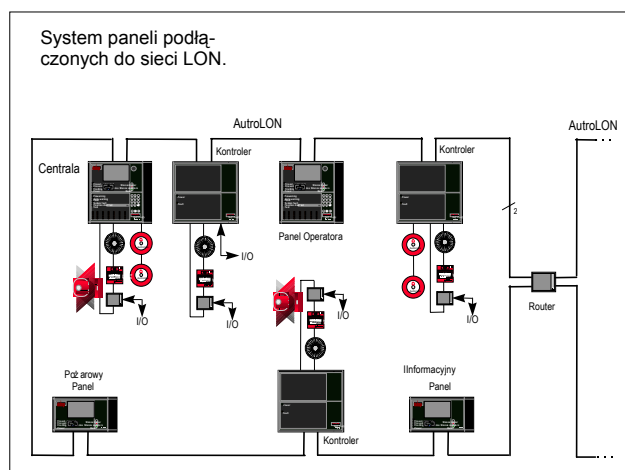 System paneli podłą-
czonych do sieci LON.
AutroLON
AutroLON
Kontroler
Kontroler
Centrala
Panel Operatora
2
I/O
I/O
I/O
I/O
I/O
Router
Poż arowy
Panel
IInformacyjny
Panel
Kontroler